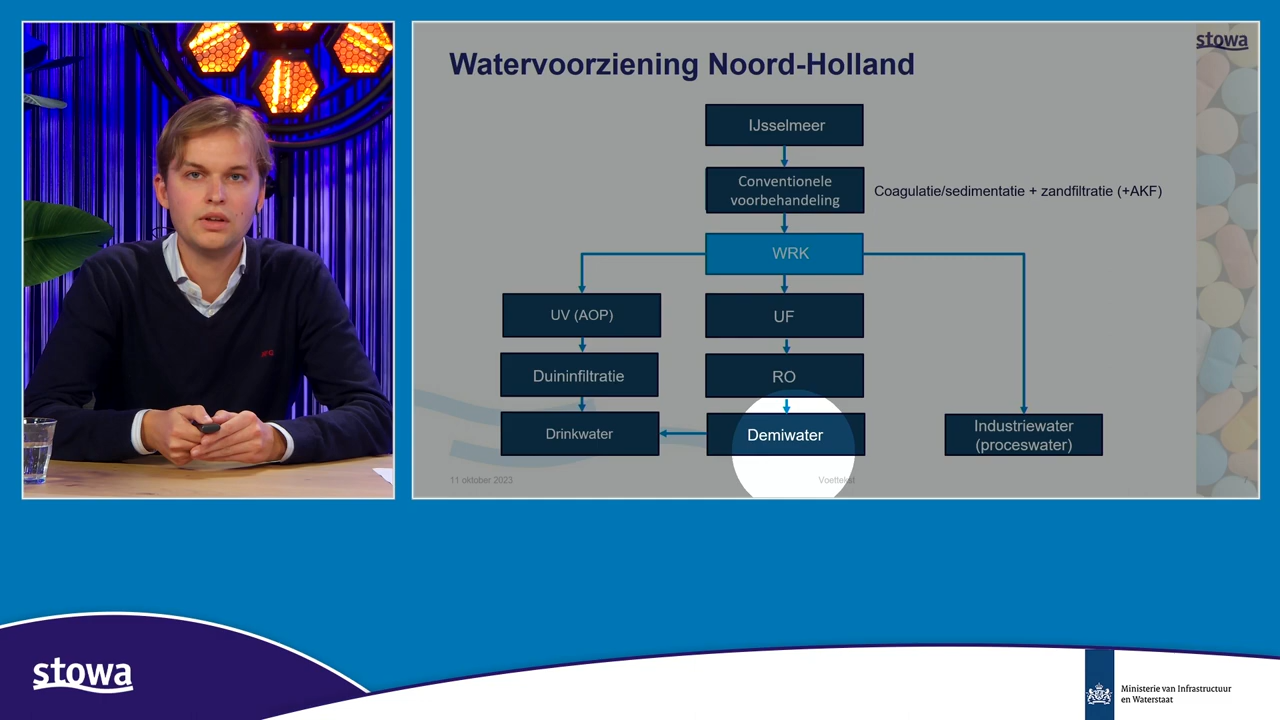 stowa
Watervoorziening Noord-Holland
IJsselmeer
Conventionele
voorbehandeling
Coagulatie/sedimentatie + zandfiltratie (+AKF)
WRK
UV (AOP)
UF
Duininfiltratie
RO
Drinkwater
Demiwater
Industriewater
(proceswater)
11 oktober 2023
Voettekst
stowa
Ministerie van Infrastructuur
en Waterstaat